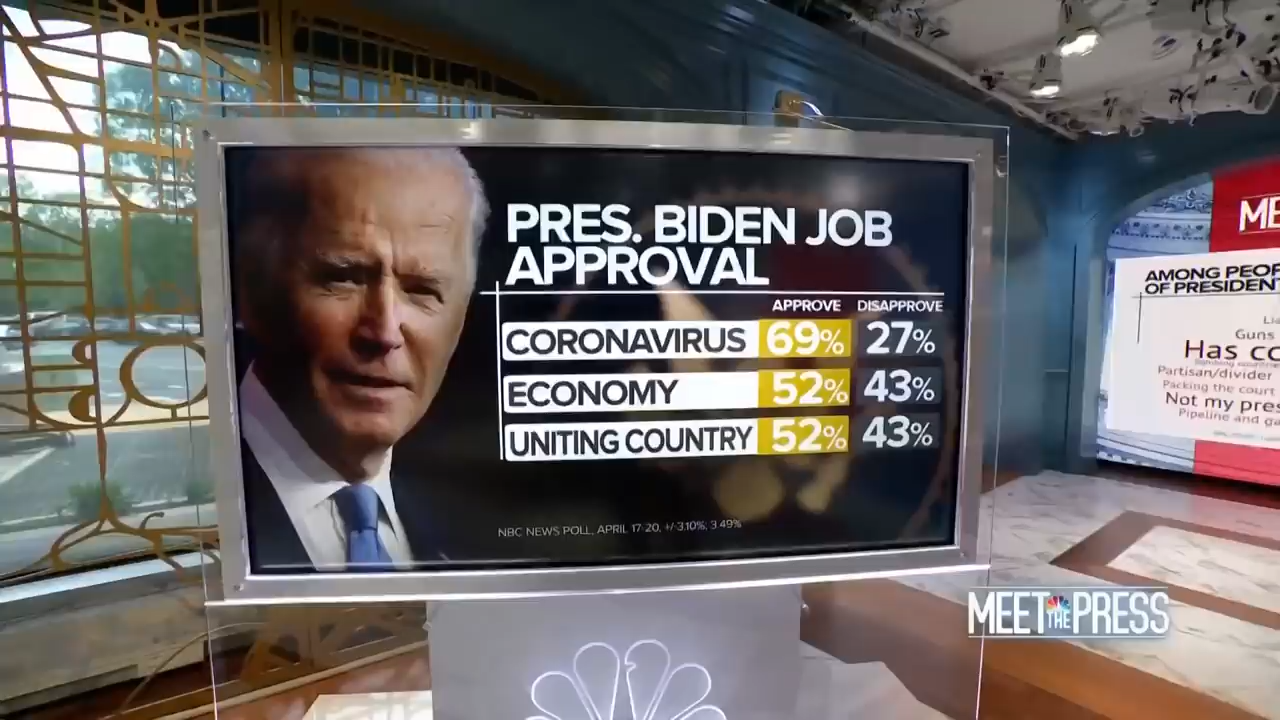 PRES. BIDEN JOB
APPROVAL
APPROVE DISAPPROVE
CORONAVIRUS 69% 27%
ECONOMY 52% 43%
UNITING COUNTRY 52% 43%
NBC NEWS POLL, APRIL 17-20, +/-3.10%, 3.49%
ME
AMONG PEOP
OF PRESIDENT
Guns
Has co
Partisan/divider
Packing the court
Not my pres
Pipeline and ga
MEET THE PRESS